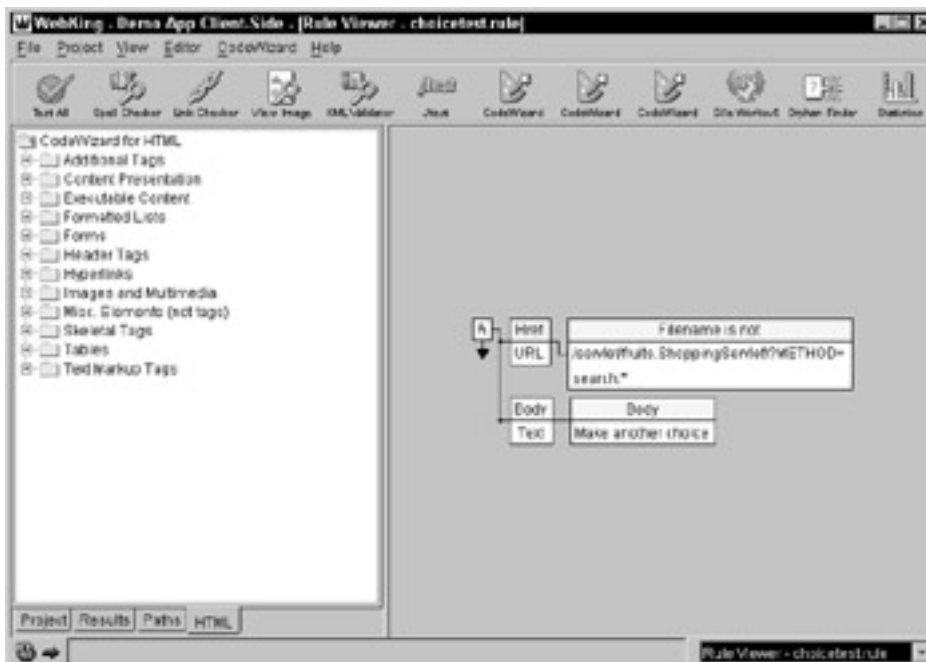 WebKing - Demo App Client-Side - [Rule Viewer - choicetest.rule]
File Project View Editor CodeWizard Help
Test All Spell Checker Link Checker View Image XML Validator Jtest CodeWizard CodeWizard CodeWizard Site Workout Orphan Finder Statistics
CodeWizard for HTML
Additional Tags
Content Presentation
Executable Content
Formatted Lists
Forms
Header Tags
Hyperlinks
Images and Multimedia
Misc. Elements (not tags)
Skeletal Tags
Tables
Text Markup Tags
A Href Filename is not
URL /servlet/fruits.ShoppingServlet?METHOD=
search.*
Body Body
Text Make another choice
Project Results Paths HTML
Rule Viewer - choicetest.rule